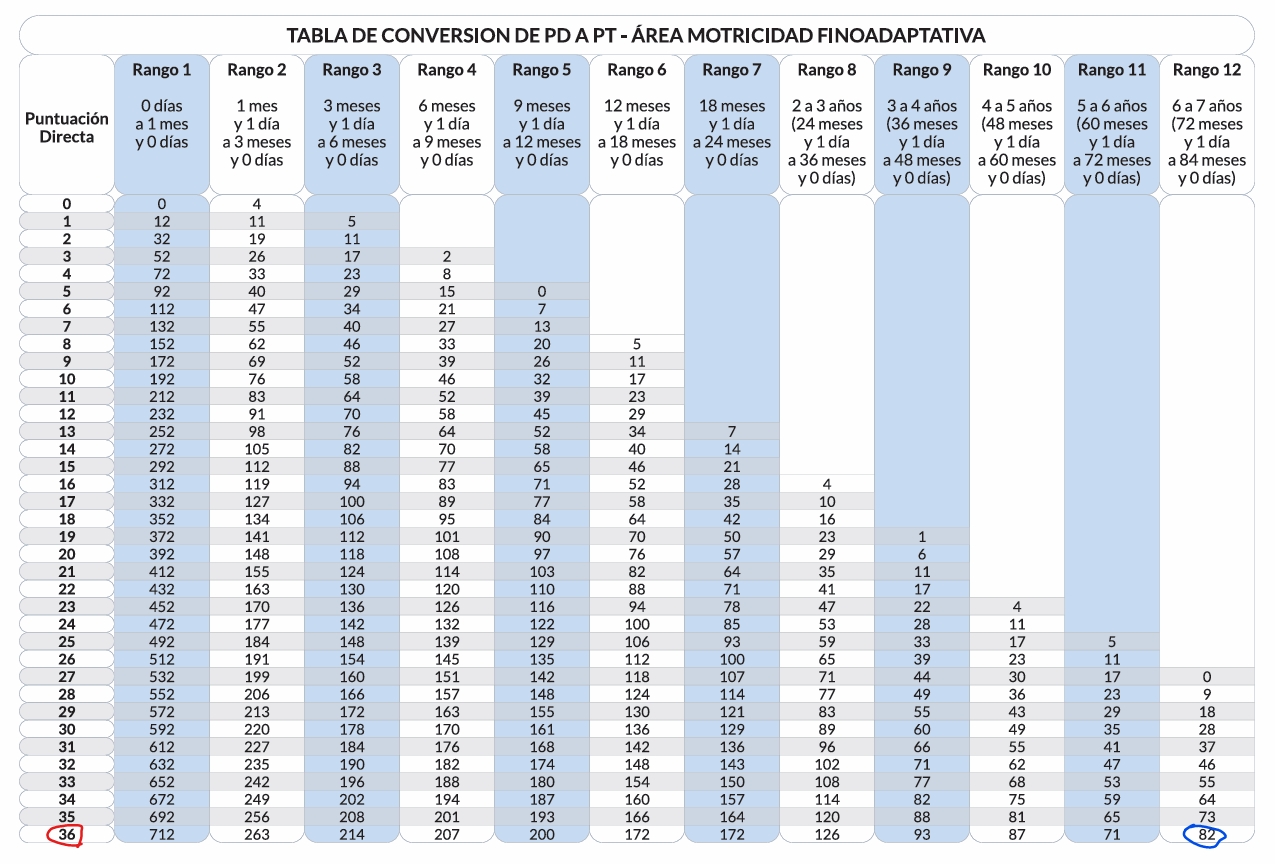 TABLA DE CONVERSION DE PD A PT - ÁREA MOTRICIDAD FINOADAPTATIVA
Puntuación Directa
Rango 1
0 días
a 1 mes
y 0 días
Rango 2
1 mes
y 1 día
a 3 meses
y 0 días
Rango 3
3 meses
y 1 día
a 6 meses
y 0 días
Rango 4
6 meses
y 1 día
a 9 meses
y 0 días
Rango 5
9 meses
y 1 día
a 12 meses
y 0 días
Rango 6
12 meses
y 1 día
a 18 meses
y 0 días
Rango 7
18 meses
y 1 día
a 24 meses
y 0 días
Rango 8
2 a 3 años
(24 meses
y 1 día
a 36 meses
y 0 días)
Rango 9
3 a 4 años
(36 meses
y 1 día
a 48 meses
y 0 días)
Rango 10
4 a 5 años
(48 meses
y 1 día
a 60 meses
y 0 días)
Rango 11
5 a 6 años
(60 meses
y 1 día
a 72 meses
y 0 días)
Rango 12
6 a 7 años
(72 meses
y 1 día
a 84 meses
y 0 días)
0 0 4
1 12 11 5
2 32 19 11
3 52 26 17 2
4 72 33 23 8
5 92 40 29 15 0
6 112 47 34 21 7
7 132 55 40 27 13
8 152 62 46 33 20 5
9 172 69 52 39 26 11
10 192 76 58 46 32 17
11 212 83 64 52 39 23
12 232 91 70 58 45 29
13 252 98 76 64 52 34 7
14 272 105 82 70 58 40 14
15 292 112 88 77 65 46 21
16 312 119 94 83 71 52 28 4
17 332 127 100 89 77 58 35 10
18 352 134 106 95 84 64 42 16
19 372 141 112 101 90 70 50 23 1
20 392 148 118 108 97 76 57 29 6
21 412 155 124 114 103 82 64 35 11
22 432 163 130 120 110 88 71 41 17
23 452 170 136 126 116 94 78 47 22 4
24 472 177 142 132 122 100 85 53 28 11
25 492 184 148 139 129 106 93 59 33 17 5
26 512 191 154 145 135 112 100 65 39 23 11
27 532 199 160 151 142 118 107 71 44 30 17 0
28 552 206 166 157 148 124 114 77 49 36 23 9
29 572 213 172 163 155 130 121 83 55 43 29 18
30 592 220 178 170 161 136 129 89 60 49 35 28
31 612 227 184 176 168 142 136 96 66 55 41 37
32 632 235 190 182 174 148 143 102 71 62 47 46
33 652 242 196 188 180 154 150 108 77 68 53 55
34 672 249 202 194 187 160 157 114 82 75 59 64
35 692 256 208 201 193 166 164 120 88 81 65 73
36 712 263 214 207 200 172 172 126 93 87 71 82